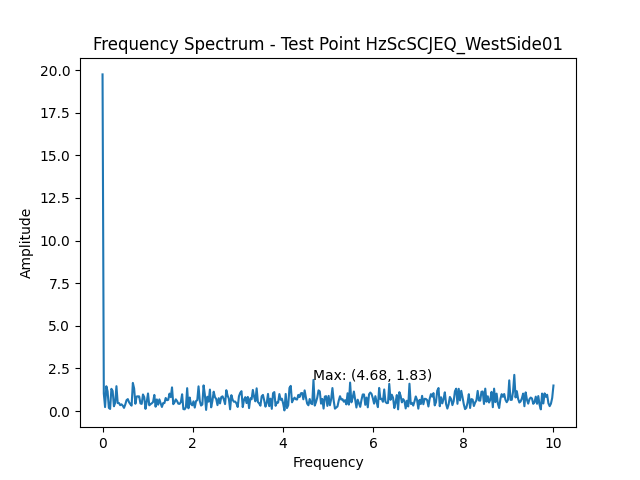 Frequency Spectrum - Test Point HzScSCJEQ_WestSide01
20.0
17.5
15.0
12.5
10.0
7.5
5.0
2.5
0.0
Amplitude
Max: (4.68, 1.83)
0 2 4 6 8 10
Frequency